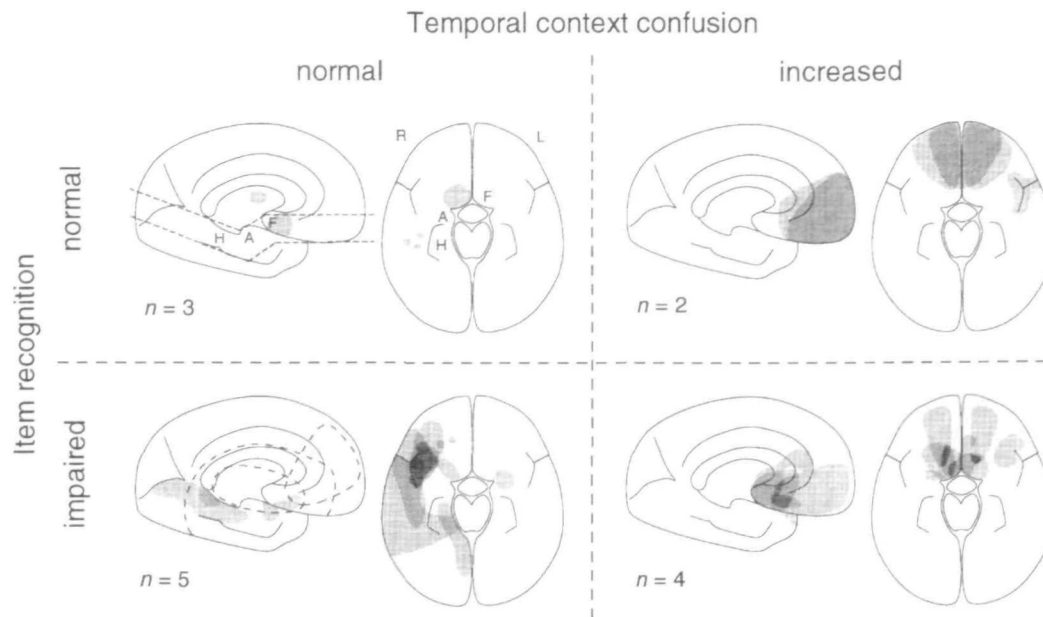 Temporal context confusion
normal
increased
Item recognition
normal
impaired
R
L
F
A
H
H
A
F
n = 3
n = 2
n = 5
n = 4